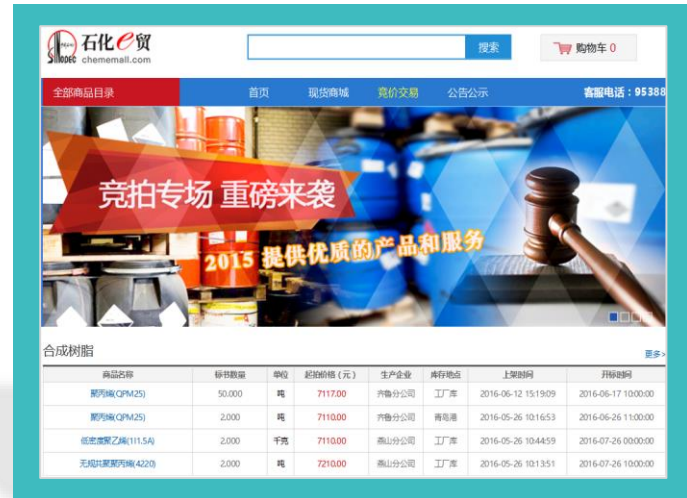 石化e贸
SINOPEC chememall.com
搜索
购物车 0
全部商品目录 首页 现货商城 竞价交易 公告公示 客服电话：95388
竞拍专场 重磅来袭
2015 提供优质的产品和服务
合成树脂 更多>
商品名称 标书数量 单位 起拍价格（元） 生产企业 库存地点 上架时间 开标时间
聚丙烯(QPM25) 50.000 吨 7117.00 齐鲁分公司 工厂库 2016-06-12 15:19:09 2016-06-17 10:00:00
聚丙烯(QPM25) 2.000 吨 7110.00 齐鲁分公司 青岛港 2016-05-26 10:16:53 2016-06-26 11:00:00
低密度聚乙烯(1I1.5A) 2.000 千克 7110.00 燕山分公司 工厂库 2016-05-26 10:44:59 2016-07-26 00:00:00
无规共聚聚丙烯(4220) 2.000 吨 7210.00 燕山分公司 工厂库 2016-05-26 10:13:51 2016-07-26 10:00:00